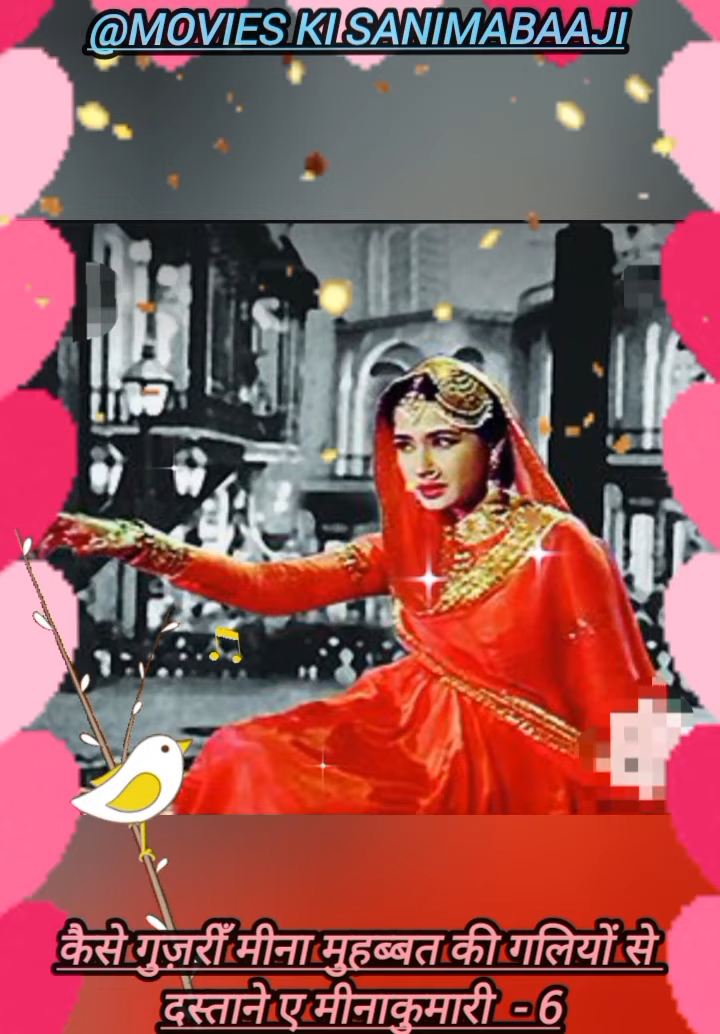 @MOVIES KI SANIMABAAJI
कैसे गुज़रीँ मीना मुहब्बत की गलियों से
दस्ताने ए मीनाकुमारी - 6